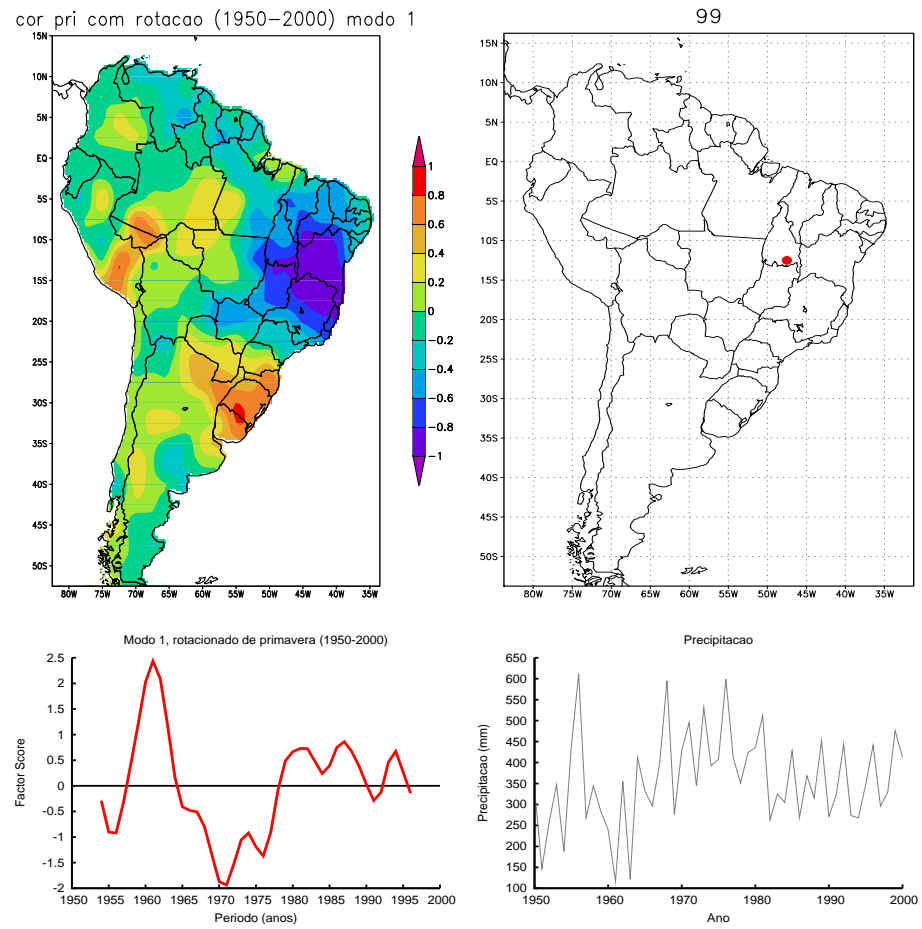 cor pri com rotacao (1950-2000) modo 1
99
15N
10N
5N
EQ
5S
10S
15S
20S
25S
30S
35S
40S
45S
50S
80W 75W 70W 65W 60W 55W 50W 45W 40W 35W
1
0.8
0.6
0.4
0.2
0
-0.2
-0.4
-0.6
-0.8
-1
15N
10N
5N
EQ
5S
10S
15S
20S
25S
30S
35S
40S
45S
50S
80W 75W 70W 65W 60W 55W 50W 45W 40W 35W
Modo 1, rotacionado de primavera (1950-2000)
Factor Score
2.5
2
1.5
1
0.5
0
-0.5
-1
-1.5
-2
1950 1955 1960 1965 1970 1975 1980 1985 1990 1995 2000
Periodo (anos)
Precipitacao
Precipitacao (mm)
650
600
550
500
450
400
350
300
250
200
150
100
1950 1960 1970 1980 1990 2000
Ano